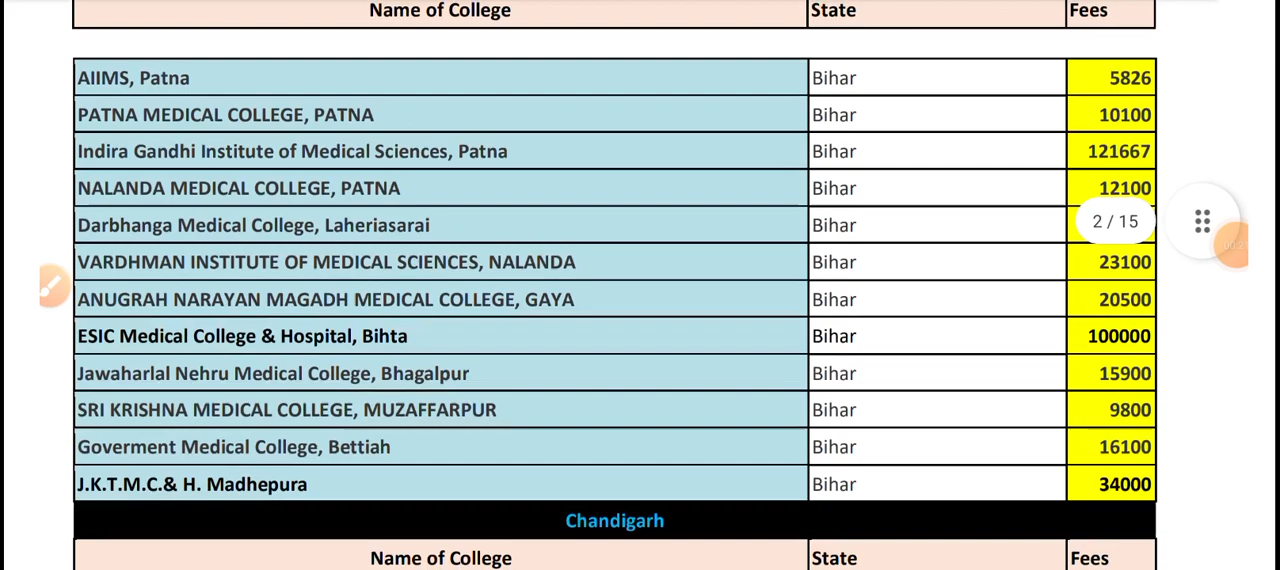 Name of College State Fees
AIIMS, Patna Bihar 5826
PATNA MEDICAL COLLEGE, PATNA Bihar 10100
Indira Gandhi Institute of Medical Sciences, Patna Bihar 121667
NALANDA MEDICAL COLLEGE, PATNA Bihar 12100
Darbhanga Medical College, Laheriasarai Bihar
2 / 15
VARDHMAN INSTITUTE OF MEDICAL SCIENCES, NALANDA Bihar 23100
ANUGRAH NARAYAN MAGADH MEDICAL COLLEGE, GAYA Bihar 20500
ESIC Medical College & Hospital, Bihta Bihar 100000
Jawaharlal Nehru Medical College, Bhagalpur Bihar 15900
SRI KRISHNA MEDICAL COLLEGE, MUZAFFARPUR Bihar 9800
Goverment Medical College, Bettiah Bihar 16100
J.K.T.M.C.& H. Madhepura Bihar 34000
Chandigarh
Name of College State Fees